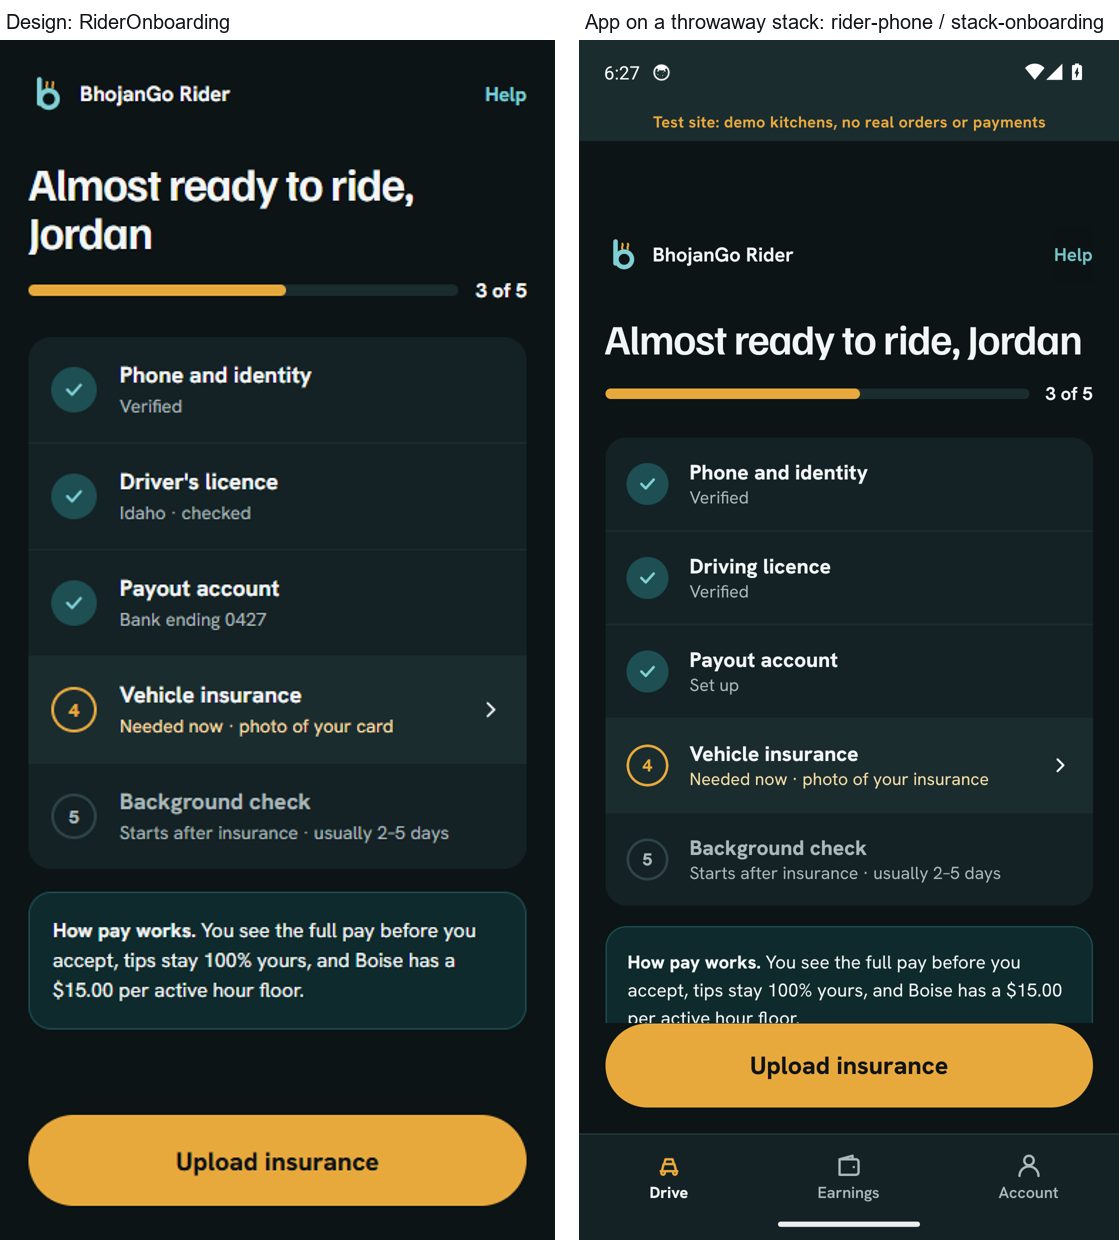 Design: RiderOnboarding
BhojanGo Rider
Help
Almost ready to ride,
Jordan
3 of 5
Phone and identity
Verified
Driver's licence
Idaho · checked
Payout account
Bank ending 0427
4
Vehicle insurance
Needed now · photo of your card
5
Background check
Starts after insurance · usually 2–5 days
How pay works. You see the full pay before you
accept, tips stay 100% yours, and Boise has a
$15.00 per active hour floor.
Upload insurance
App on a throwaway stack: rider-phone / stack-onboarding
6:27
Test site: demo kitchens, no real orders or payments
BhojanGo Rider
Help
Almost ready to ride, Jordan
3 of 5
Phone and identity
Verified
Driving licence
Verified
Payout account
Set up
4
Vehicle insurance
Needed now · photo of your insurance
5
Background check
Starts after insurance · usually 2–5 days
How pay works. You see the full pay before you
accept, tips stay 100% yours, and Boise has a $15.00
per active hour floor.
Upload insurance
Drive
Earnings
Account